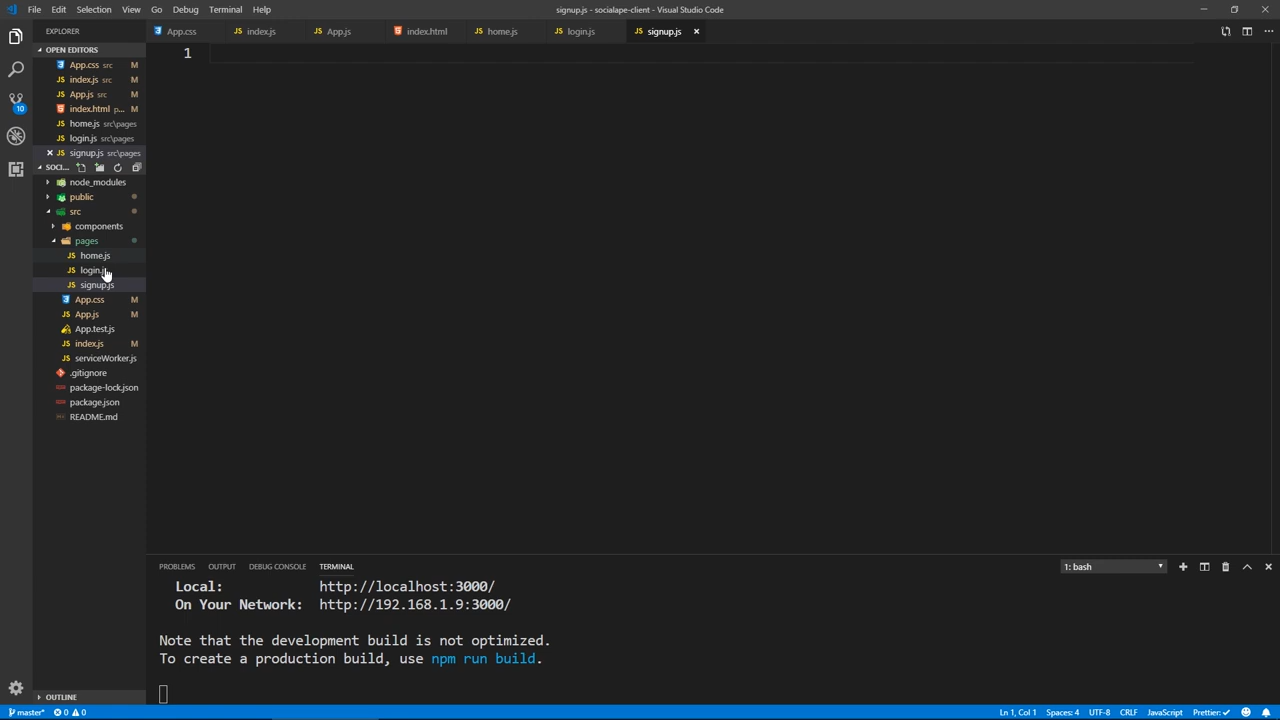 File Edit Selection View Go Debug Terminal Help
signup.js - socialape-client - Visual Studio Code
EXPLORER
App.css
index.js
App.js
index.html
home.js
login.js
signup.js
OPEN EDITORS
App.css src M
index.js src M
App.js src M
index.html p... M
home.js src\pages
login.js src\pages
signup.js src\pages
SOCI...
node_modules
public
src
components
pages
home.js
login.js
signup.js
App.css M
App.js M
App.test.js
index.js M
serviceWorker.js
.gitignore
package-lock.json
package.json
README.md
10
1
PROBLEMS OUTPUT DEBUG CONSOLE TERMINAL
1: bash
Local: http://localhost:3000/
On Your Network: http://192.168.1.9:3000/
Note that the development build is not optimized.
To create a production build, use npm run build.
OUTLINE
master* 0 0
Ln 1, Col 1 Spaces: 4 UTF-8 CRLF JavaScript Prettier: ✓